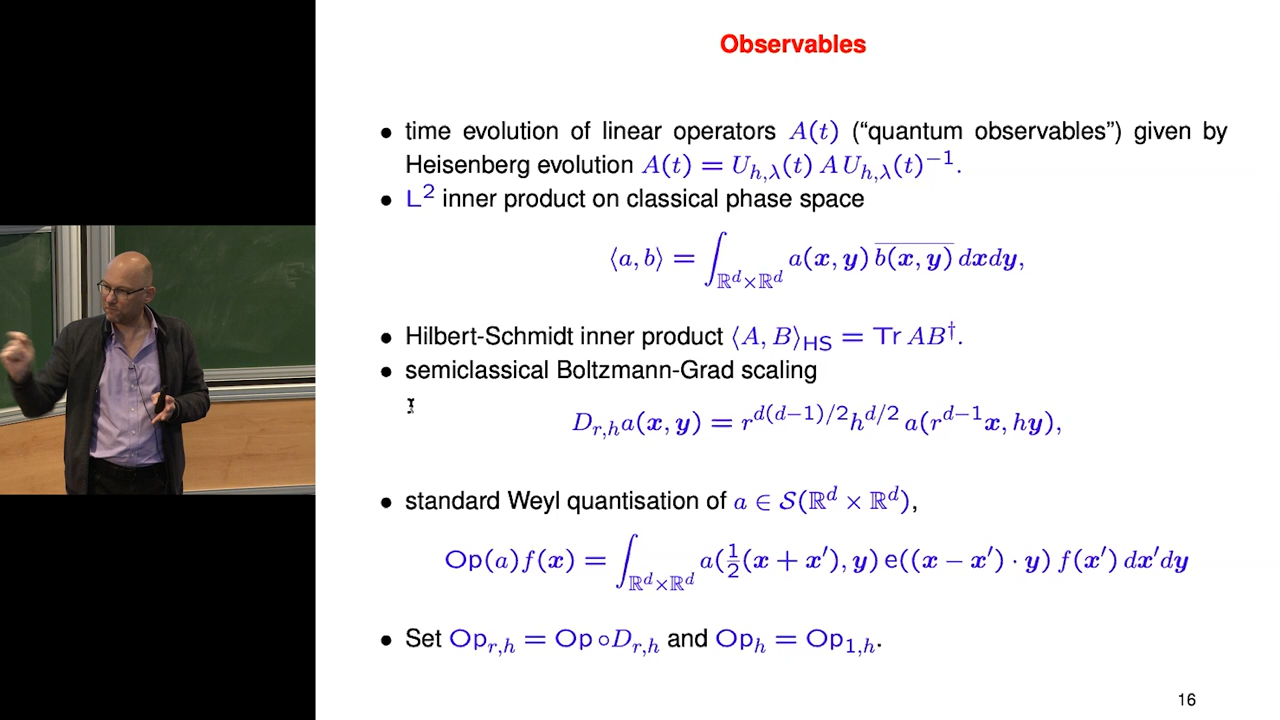 Observables
• time evolution of linear operators A(t) (“quantum observables”) given by
Heisenberg evolution A(t) = U_{h,λ}(t) A U_{h,λ}(t)^{−1}.
• L² inner product on classical phase space
⟨a, b⟩ = ∫_{ℝ^d×ℝ^d} a(x, y) \overline{b(x, y)} dxdy,
• Hilbert-Schmidt inner product ⟨A, B⟩_{HS} = Tr AB^†.
• semiclassical Boltzmann-Grad scaling
D_{r,h}a(x, y) = r^{d(d−1)/2}h^{d/2} a(r^{d−1}x, hy),
• standard Weyl quantisation of a ∈ 𝒮(ℝ^d × ℝ^d),
Op(a)f(x) = ∫_{ℝ^d×ℝ^d} a(½(x + x′), y) e((x − x′) · y) f(x′) dx′dy
• Set Op_{r,h} = Op ∘D_{r,h} and Op_h = Op_{1,h}.
16